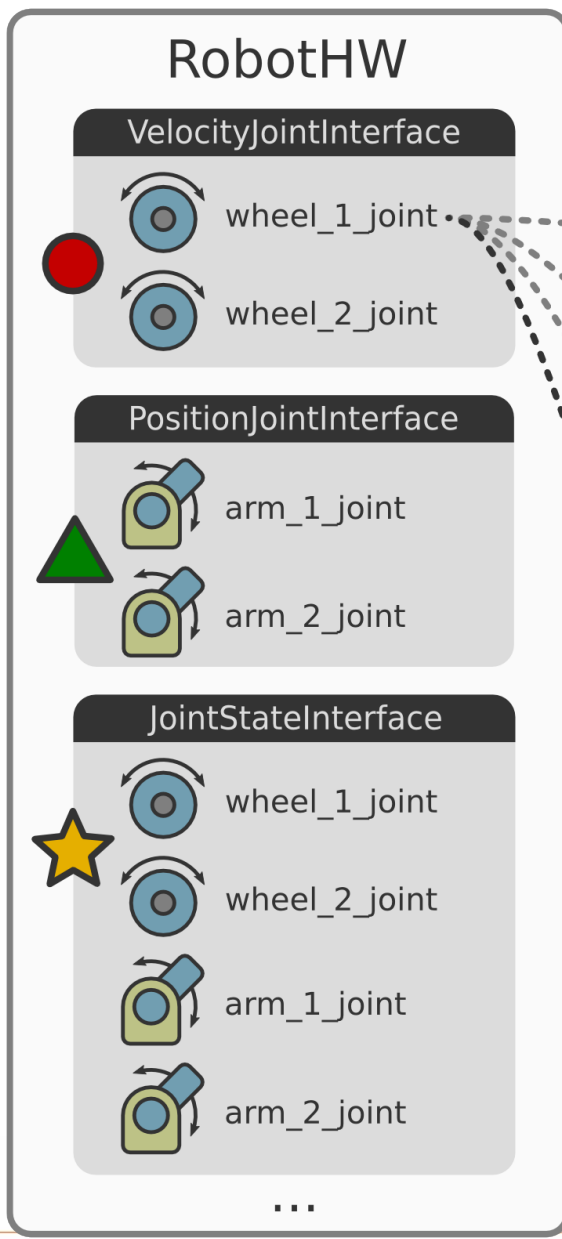 RobotHW
VelocityJointInterface
wheel_1_joint
wheel_2_joint
PositionJointInterface
arm_1_joint
arm_2_joint
JointStateInterface
wheel_1_joint
wheel_2_joint
arm_1_joint
arm_2_joint
...